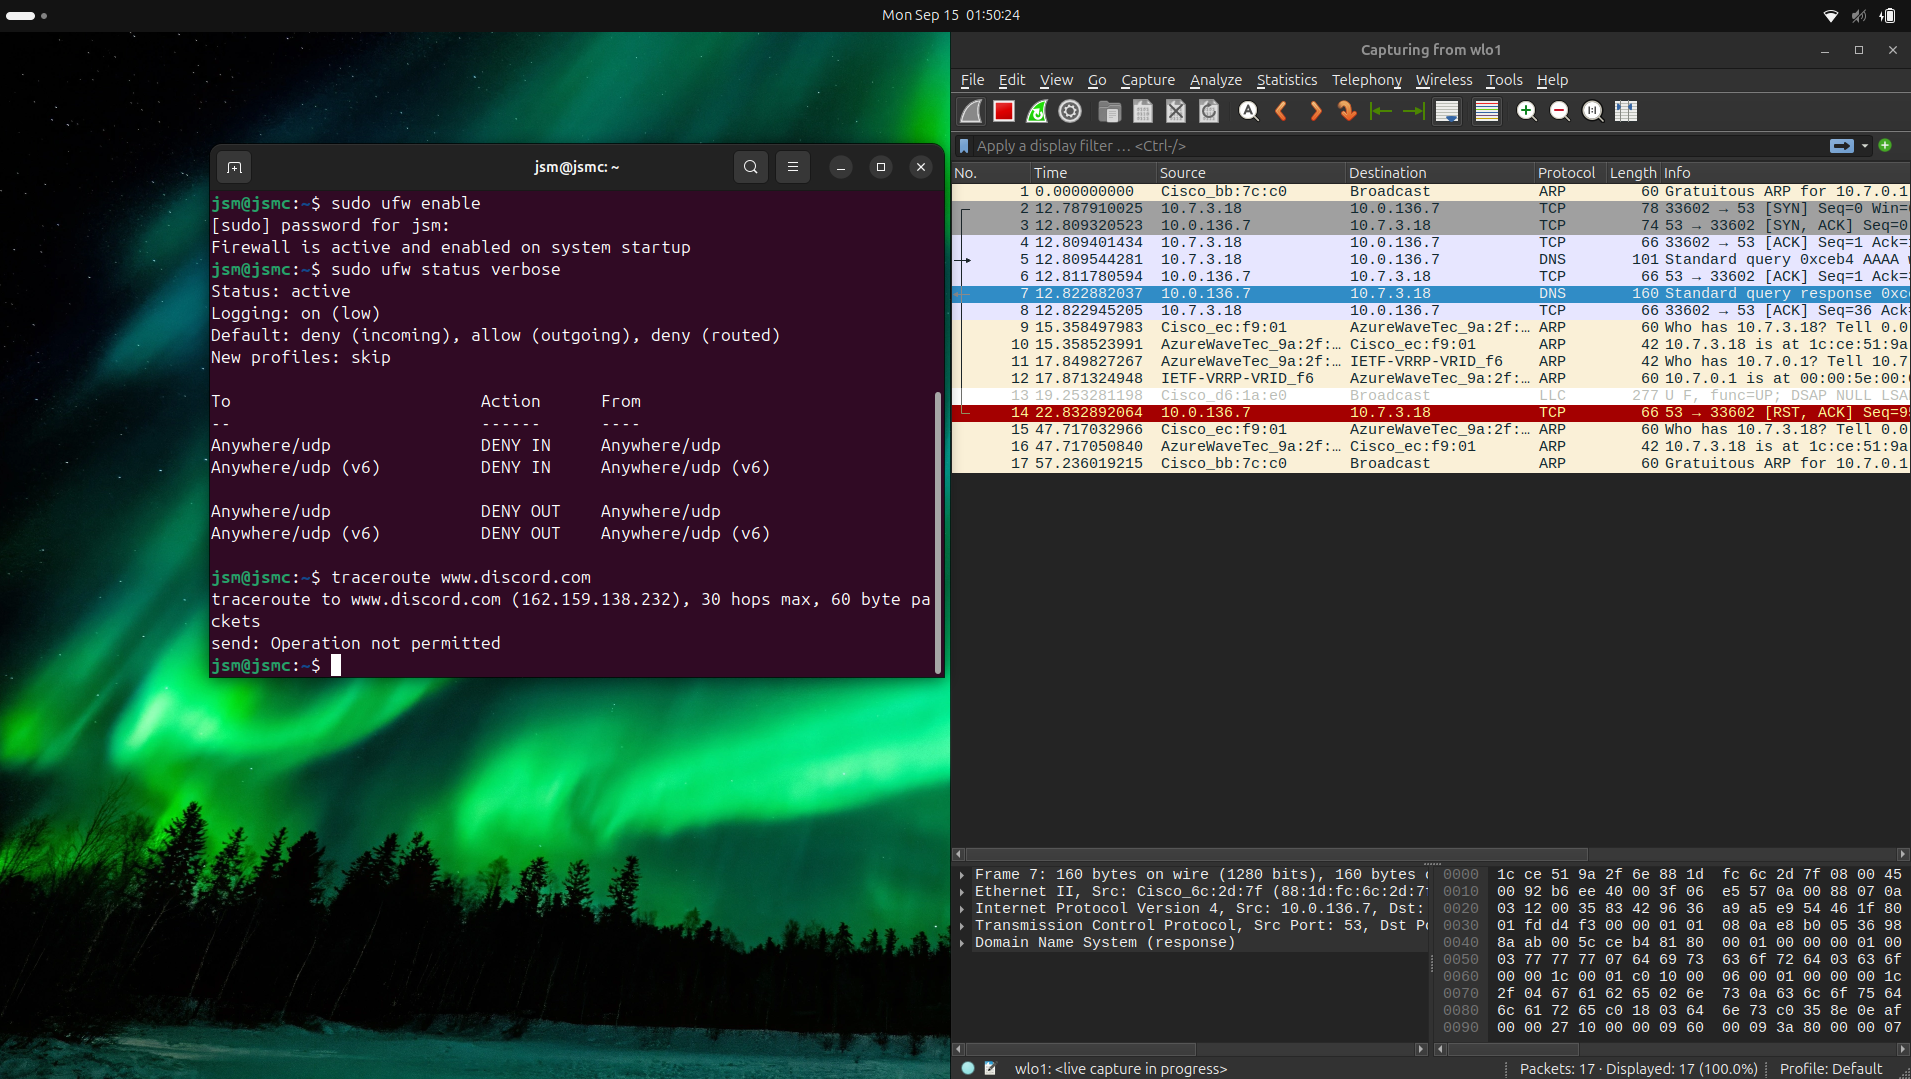 Mon Sep 15 01:50:24
jsm@jsmc: ~
jsm@jsmc:~$ sudo ufw enable
[sudo] password for jsm:
Firewall is active and enabled on system startup
jsm@jsmc:~$ sudo ufw status verbose
Status: active
Logging: on (low)
Default: deny (incoming), allow (outgoing), deny (routed)
New profiles: skip
To Action From
-- ------ ----
Anywhere/udp DENY IN Anywhere/udp
Anywhere/udp (v6) DENY IN Anywhere/udp (v6)
Anywhere/udp DENY OUT Anywhere/udp
Anywhere/udp (v6) DENY OUT Anywhere/udp (v6)
jsm@jsmc:~$ traceroute www.discord.com
traceroute to www.discord.com (162.159.138.232), 30 hops max, 60 byte pa
ckets
send: Operation not permitted
jsm@jsmc:~$
Capturing from wlo1
File Edit View Go Capture Analyze Statistics Telephony Wireless Tools Help
Apply a display filter … <Ctrl-/>
No. Time Source Destination Protocol Length Info
1 0.000000000 Cisco_bb:7c:c0 Broadcast ARP 60 Gratuitous ARP for 10.7.0.1
2 12.787910025 10.7.3.18 10.0.136.7 TCP 78 33602 → 53 [SYN] Seq=0 Win=
3 12.809320523 10.0.136.7 10.7.3.18 TCP 74 53 → 33602 [SYN, ACK] Seq=0
4 12.809401434 10.7.3.18 10.0.136.7 TCP 66 33602 → 53 [ACK] Seq=1 Ack=
5 12.809544281 10.7.3.18 10.0.136.7 DNS 101 Standard query 0xceb4 AAAA
6 12.811780594 10.0.136.7 10.7.3.18 TCP 66 53 → 33602 [ACK] Seq=1 Ack=
7 12.822882037 10.0.136.7 10.7.3.18 DNS 160 Standard query response 0xc
8 12.822945205 10.7.3.18 10.0.136.7 TCP 66 33602 → 53 [ACK] Seq=36 Ack
9 15.358497983 Cisco_ec:f9:01 AzureWaveTec_9a:2f:… ARP 60 Who has 10.7.3.18? Tell 0.0
10 15.358523991 AzureWaveTec_9a:2f:… Cisco_ec:f9:01 ARP 42 10.7.3.18 is at 1c:ce:51:9a
11 17.849827267 AzureWaveTec_9a:2f:… IETF-VRRP-VRID_f6 ARP 42 Who has 10.7.0.1? Tell 10.7
12 17.871324948 IETF-VRRP-VRID_f6 AzureWaveTec_9a:2f:… ARP 60 10.7.0.1 is at 00:00:5e:00:
13 19.253281198 Cisco_d6:1a:e0 Broadcast LLC 277 U F, func=UP; DSAP NULL LSA
14 22.832892064 10.0.136.7 10.7.3.18 TCP 66 53 → 33602 [RST, ACK] Seq=9
15 47.717032966 Cisco_ec:f9:01 AzureWaveTec_9a:2f:… ARP 60 Who has 10.7.3.18? Tell 0.0
16 47.717050840 AzureWaveTec_9a:2f:… Cisco_ec:f9:01 ARP 42 10.7.3.18 is at 1c:ce:51:9a
17 57.236019215 Cisco_bb:7c:c0 Broadcast ARP 60 Gratuitous ARP for 10.7.0.1
Frame 7: 160 bytes on wire (1280 bits), 160 bytes
Ethernet II, Src: Cisco_6c:2d:7f (88:1d:fc:6c:2d:7f
Internet Protocol Version 4, Src: 10.0.136.7, Dst:
Transmission Control Protocol, Src Port: 53, Dst Po
Domain Name System (response)
0000 1c ce 51 9a 2f 6e 88 1d fc 6c 2d 7f 08 00 45
0010 00 92 b6 ee 40 00 3f 06 e5 57 0a 00 88 07 0a
0020 03 12 00 35 83 42 96 36 a9 a5 e9 54 46 1f 80
0030 01 fd d4 f3 00 00 01 01 08 0a e8 b0 05 36 98
0040 8a ab 00 5c ce b4 81 80 00 01 00 00 00 01 00
0050 03 77 77 77 07 64 69 73 63 6f 72 64 03 63 6f
0060 00 00 1c 00 01 c0 10 00 06 00 01 00 00 00 1c
0070 2f 04 67 61 62 65 02 6e 73 0a 63 6c 6f 75 64
0080 6c 61 72 65 c0 18 03 64 6e 73 c0 35 8e 0e af
0090 00 00 27 10 00 00 09 60 00 09 3a 80 00 00 07
wlo1: <live capture in progress>
Packets: 17 · Displayed: 17 (100.0%)
Profile: Default